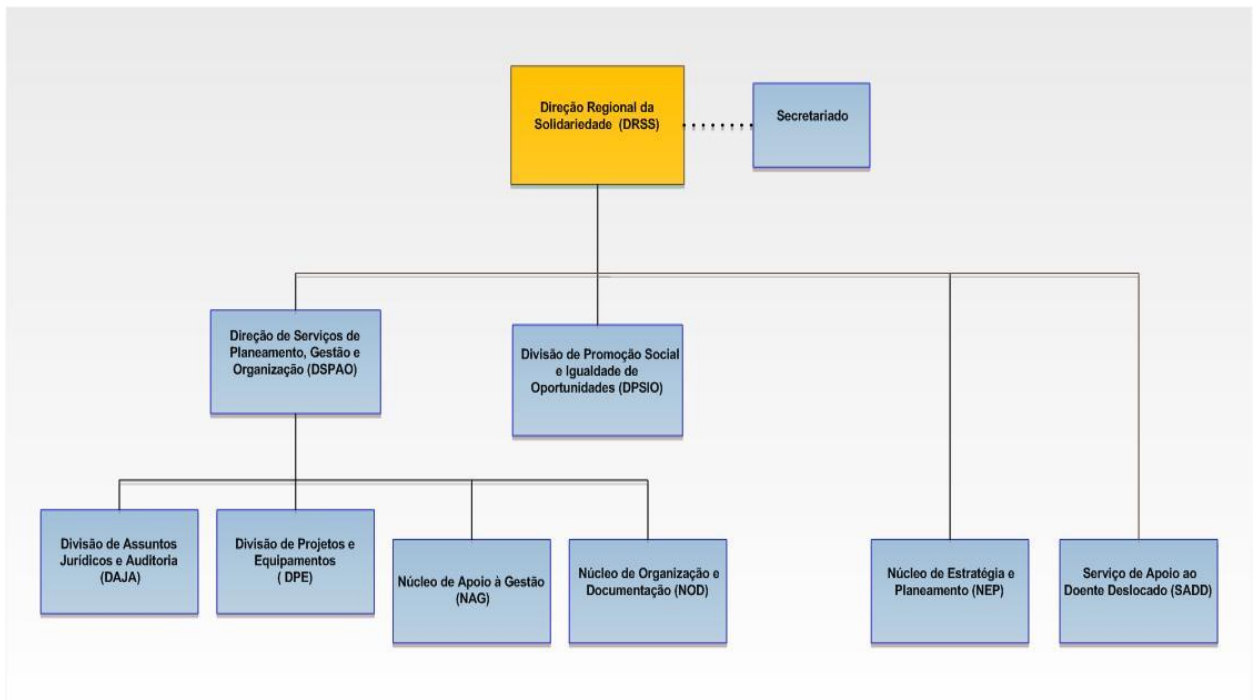 Direção Regional da
Solidariedade (DRSS)
Secretariado
Direção de Serviços de
Planeamento, Gestão e
Organização (DSPAO)
Divisão de Promoção Social
e Igualdade de
Oportunidades (DPSIO)
Divisão de Assuntos
Jurídicos e Auditoria
(DAJA)
Divisão de Projetos e
Equipamentos
( DPE)
Núcleo de Apoio à Gestão
(NAG)
Núcleo de Organização e
Documentação (NOD)
Núcleo de Estratégia e
Planeamento (NEP)
Serviço de Apoio ao
Doente Deslocado (SADD)